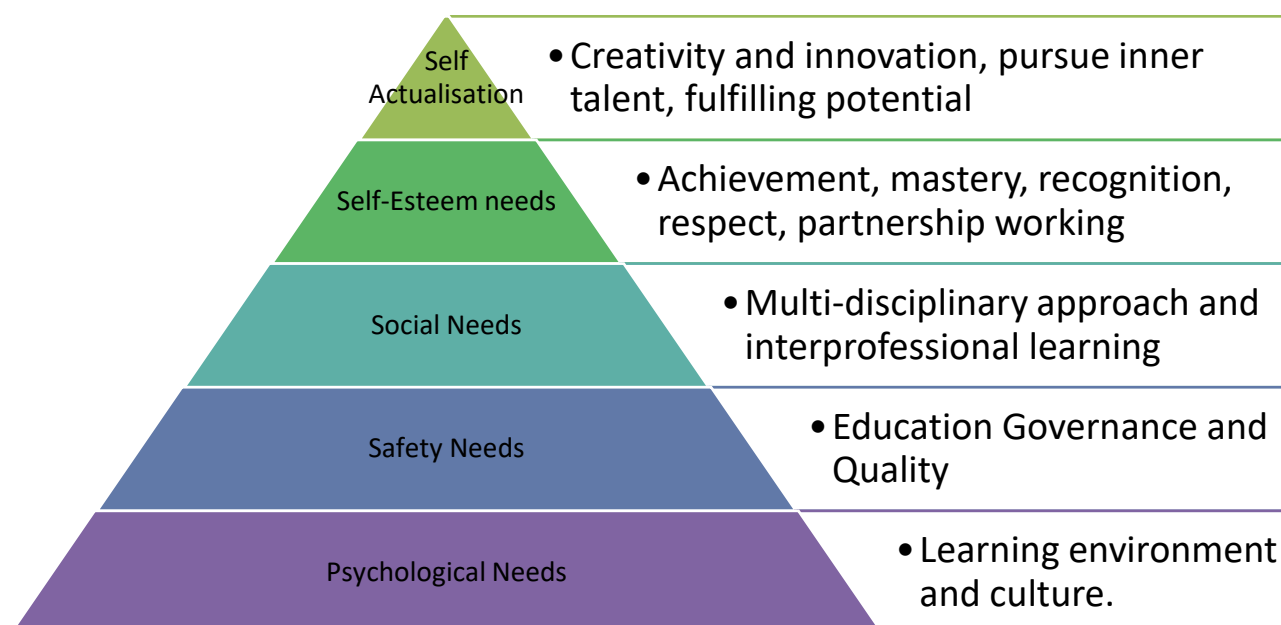 Self
Actualisation
• Creativity and innovation, pursue inner
talent, fulfilling potential
Self-Esteem needs
• Achievement, mastery, recognition,
respect, partnership working
Social Needs
• Multi-disciplinary approach and
interprofessional learning
Safety Needs
• Education Governance and
Quality
Psychological Needs
• Learning environment
and culture.